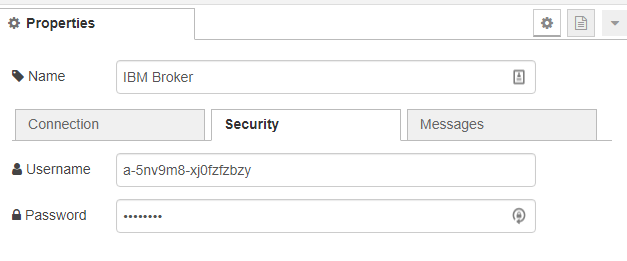 Properties
Name IBM Broker
Connection Security Messages
Username a-5nv9m8-xj0fzfzbzy
Password ••••••••